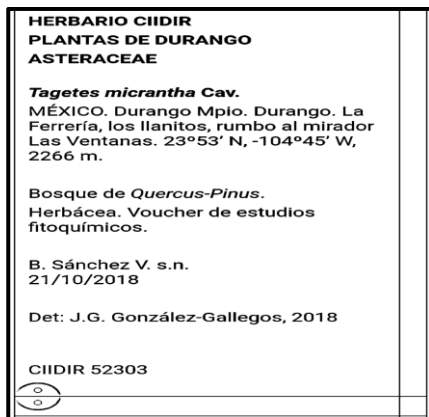 HERBARIO CIIDIR
PLANTAS DE DURANGO
ASTERACEAE
Tagetes micrantha Cav.
MÉXICO. Durango Mpio. Durango. La
Ferrería, los llanitos, rumbo al mirador
Las Ventanas. 23º53’ N, -104º45’ W,
2266 m.
Bosque de Quercus-Pinus.
Herbácea. Voucher de estudios
fitoquímicos.
B. Sánchez V. s.n.
21/10/2018
Det: J.G. González-Gallegos, 2018
CIIDIR 52303